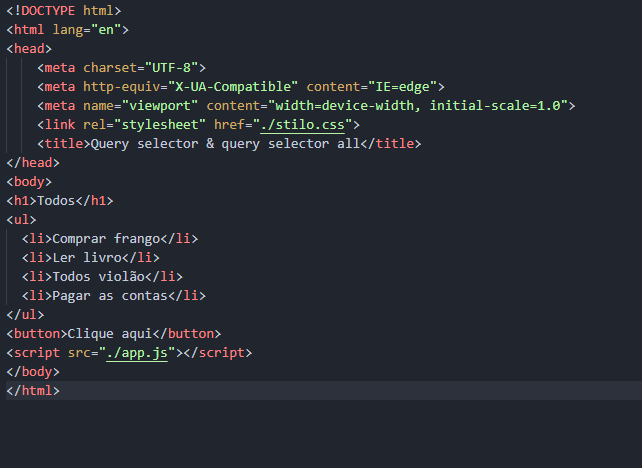 <!DOCTYPE html>
<html lang="en">
<head>
    <meta charset="UTF-8">
    <meta http-equiv="X-UA-Compatible" content="IE=edge">
    <meta name="viewport" content="width=device-width, initial-scale=1.0">
    <link rel="stylesheet" href="./stilo.css">
    <title>Query selector & query selector all</title>
</head>
<body>
<h1>Todos</h1>
<ul>
  <li>Comprar frango</li>
  <li>Ler livro</li>
  <li>Todos violão</li>
  <li>Pagar as contas</li>
</ul>
<button>Clique aqui</button>
<script src="./app.js"></script>
</body>
</html>